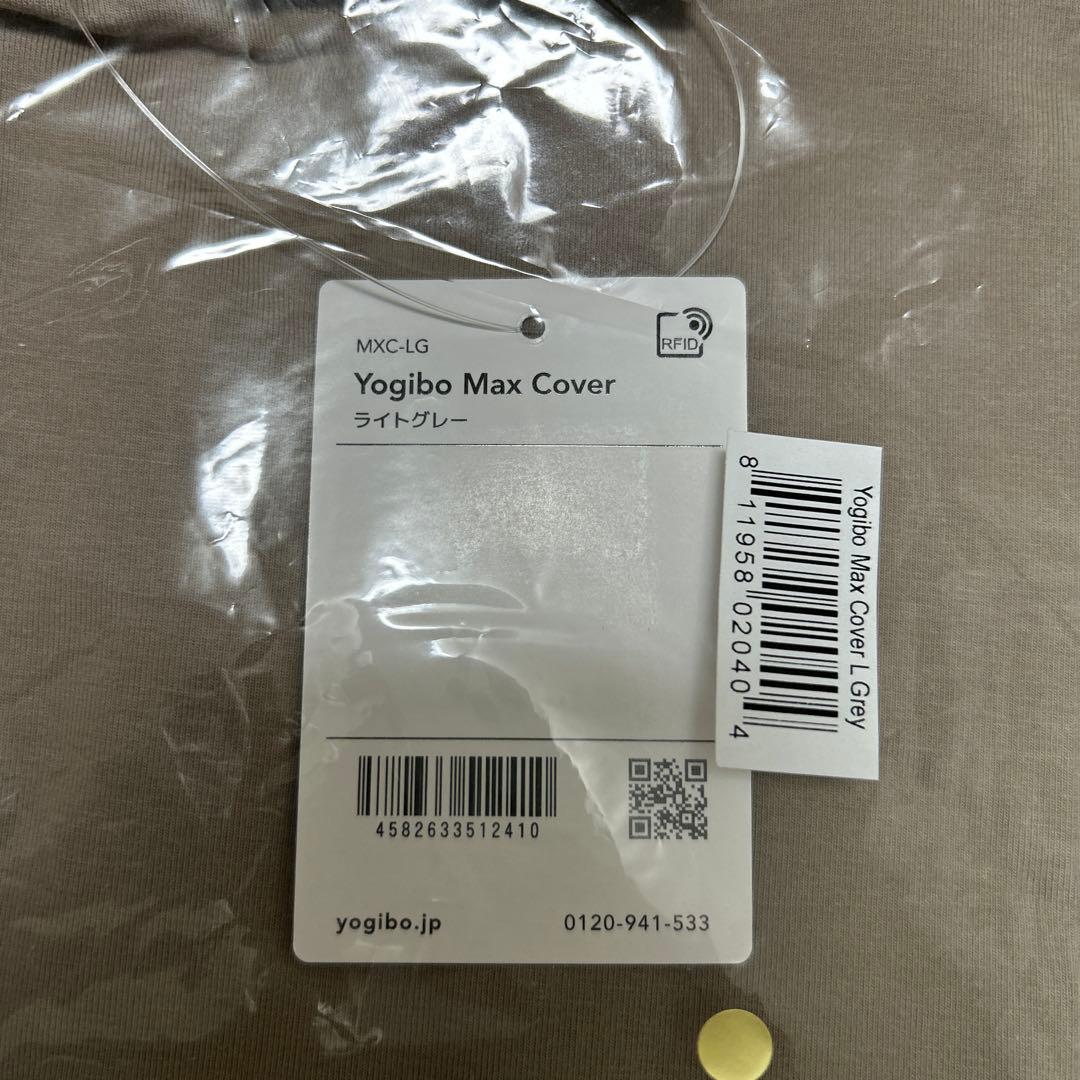 MXC-LG
RFID
Yogibo Max Cover
ライトグレー
Yogibo Max Cover L Grey
8 11958 02040 4
4582633512410
yogibo.jp
0120-941-533